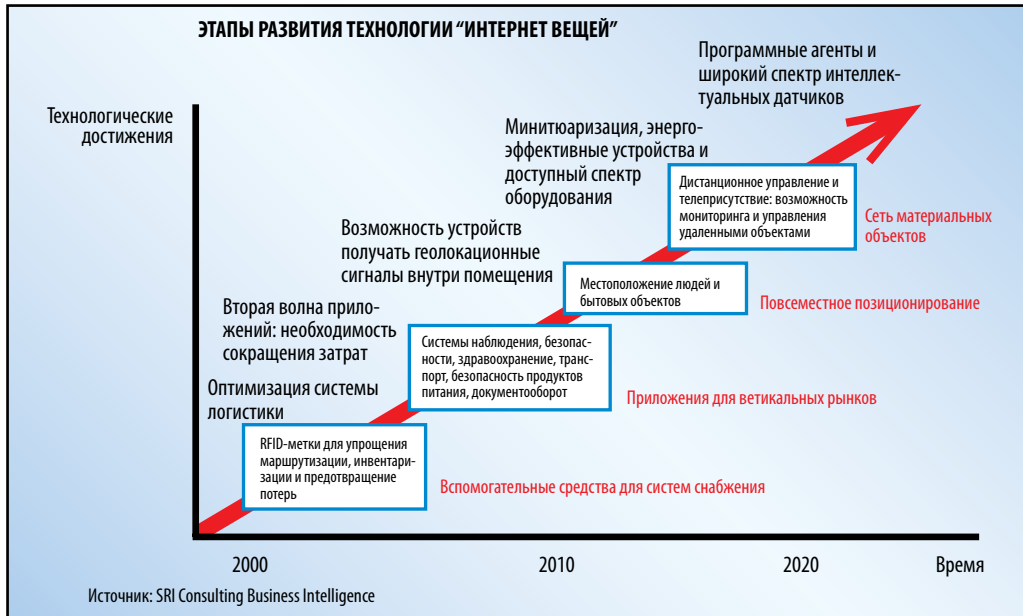 ЭТАПЫ РАЗВИТИЯ ТЕХНОЛОГИИ “ИНТЕРНЕТ ВЕЩЕЙ”
Программные агенты и
широкий спектр интеллек-
туальных датчиков
Технологические
достижения
Минитюаризация, энерго-
эффективные устройства и
доступный спектр
оборудования
Дистанционное управление и
телеприсутствие: возможность
мониторинга и управления
удаленными объектами
Сеть материальных
объектов
Возможность устройств
получать геолокационные
сигналы внутри помещения
Местоположение людей и
бытовых объектов
Повсеместное позиционирование
Вторая волна прило-
жений: необходимость
сокращения затрат
Системы наблюдения, безопас-
ности, здравоохранение, транс-
порт, безопасность продуктов
питания, документооборот
Приложения для ветикальных рынков
Оптимизация системы
логистики
RFID-метки для упрощения
маршрутизации, инвентари-
зации и предотвращение
потерь
Вспомогательные средства для систем снабжения
2000 2010 2020 Время
Источник: SRI Consulting Business Intelligence